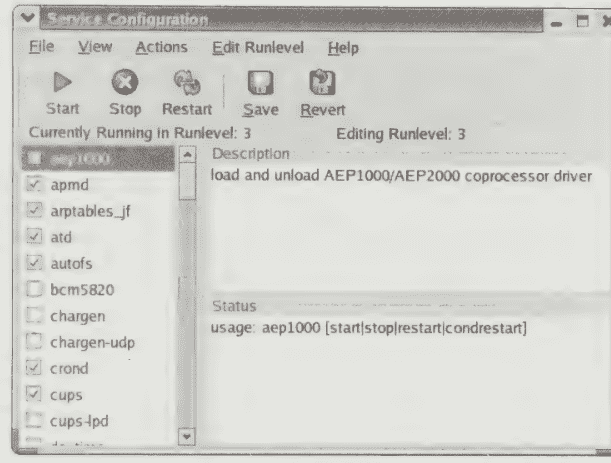 Service Configuration
File View Actions Edit Runlevel Help
Start Stop Restart Save Revert
Currently Running in Runlevel: 3 Editing Runlevel: 3
aep1000
apmd
arptables_jf
atd
autofs
bcm5820
chargen
chargen-udp
crond
cups
cups-lpd
Description
load and unload AEP1000/AEP2000 coprocessor driver
Status
usage: aep1000 [start|stop|restart|condrestart]